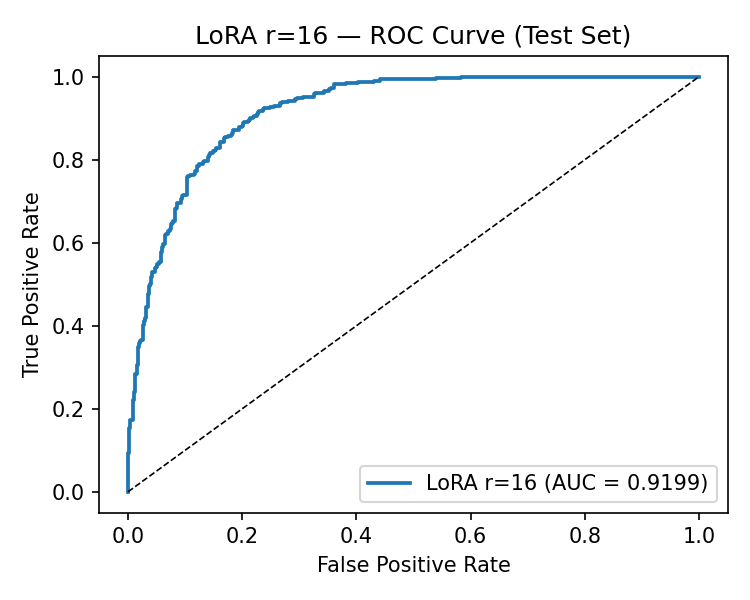 LoRA r=16 — ROC Curve (Test Set)
1.0
0.8
0.6
0.4
0.2
0.0
True Positive Rate
LoRA r=16 (AUC = 0.9199)
0.0 0.2 0.4 0.6 0.8 1.0
False Positive Rate